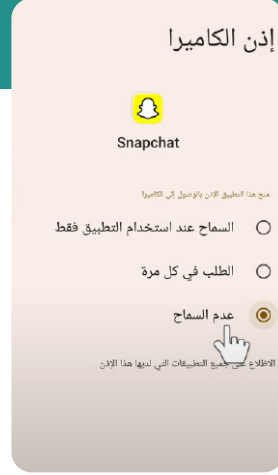 إذن الكاميرا
Snapchat
منح هذا التطبيق الإذن بالوصول إلى الكاميرا
السماح عند استخدام التطبيق فقط
الطلب في كل مرة
عدم السماح
الاطلاع على جميع التطبيقات التي لديها هذا الإذن